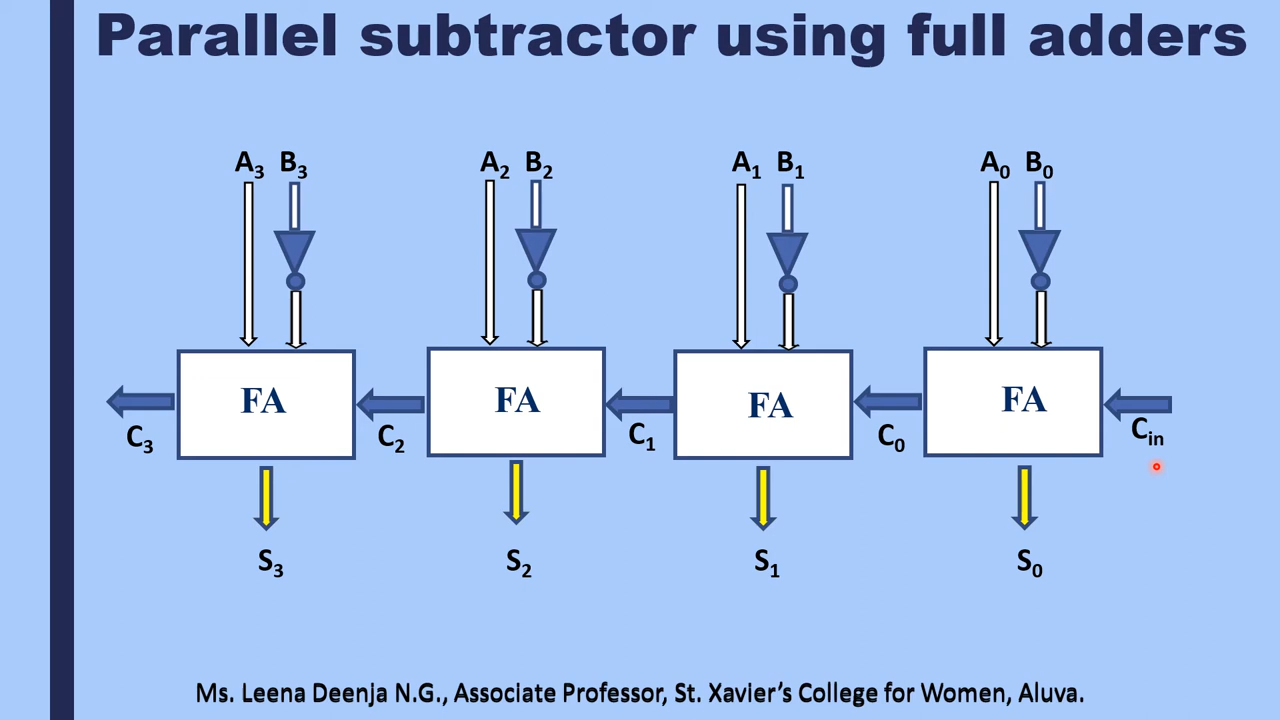 Parallel subtractor using full adders
A₃ B₃ A₂ B₂ A₁ B₁ A₀ B₀
FA FA FA FA
C₃ C₂ C₁ C₀ Cᵢₙ
S₃ S₂ S₁ S₀
Ms. Leena Deenja N.G., Associate Professor, St. Xavier’s College for Women, Aluva.